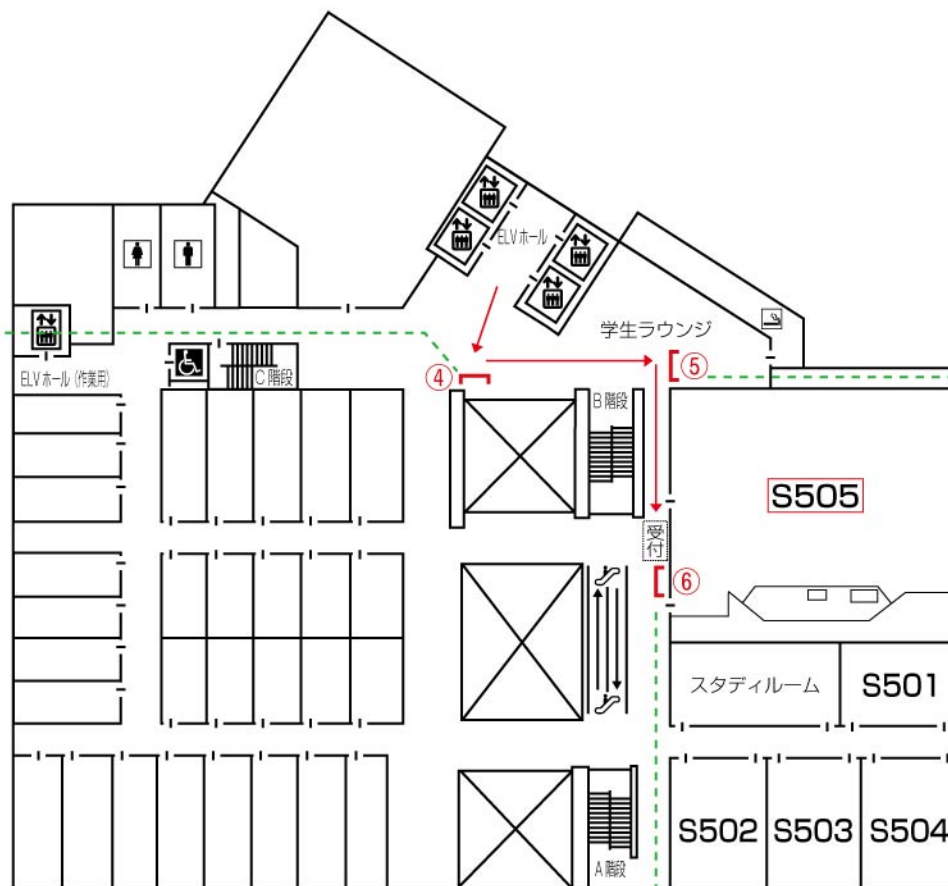 ELVホール
学生ラウンジ
ELVホール(作業用)
C階段
④
⑤
B階段
S505
受付
⑥
スタディルーム
S501
S502
S503
S504
A階段